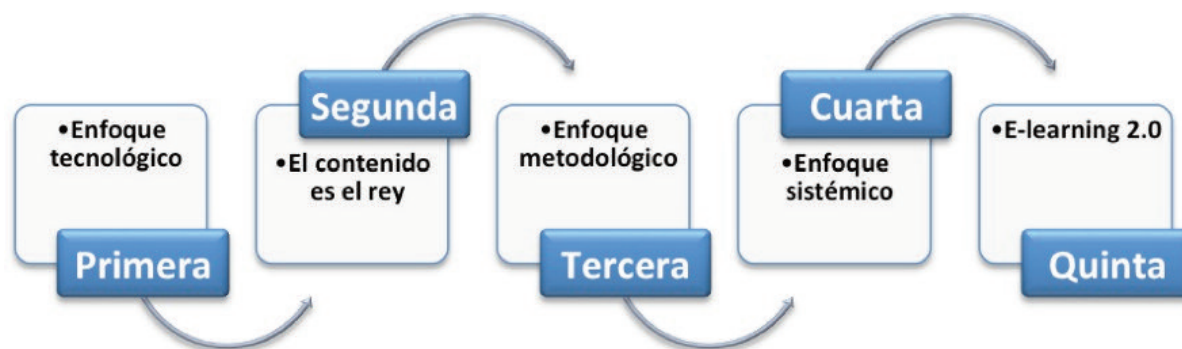 •Enfoque
tecnológico
Primera
Segunda
•El contenido
es el rey
•Enfoque
metodológico
Tercera
Cuarta
•Enfoque
sistémico
•E-learning 2.0
Quinta